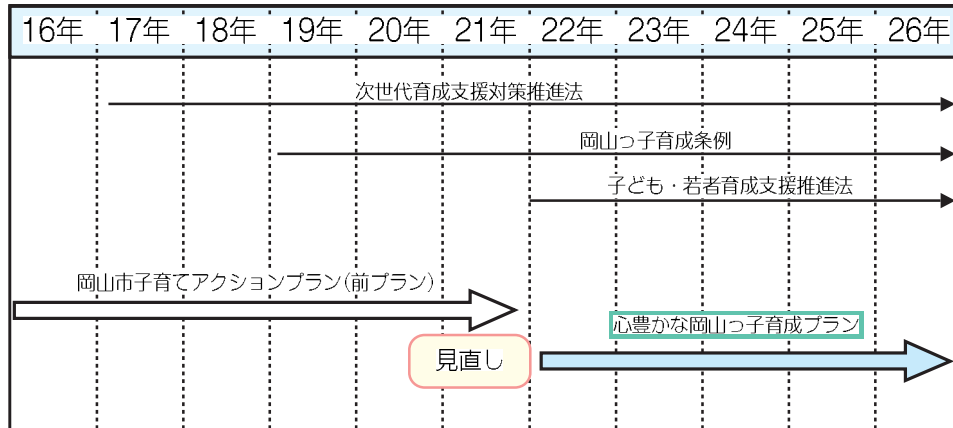 16年 17年 18年 19年 20年 21年 22年 23年 24年 25年 26年
次世代育成支援対策推進法
岡山っ子育成条例
子ども・若者育成支援推進法
岡山市子育てアクションプラン(前プラン)
心豊かな岡山っ子育成プラン
見直し